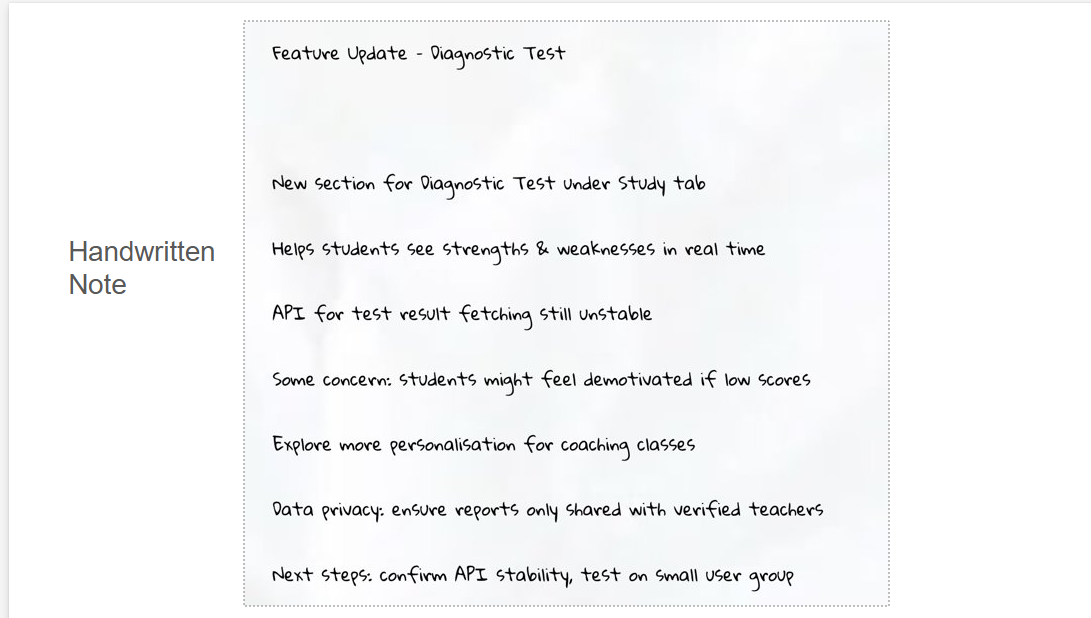 Handwritten
Note
Feature Update - Diagnostic Test
New section for Diagnostic Test under Study tab
Helps students see strengths & weaknesses in real time
API for test result fetching still unstable
Some concern: students might feel demotivated if low scores
Explore more personalisation for coaching classes
Data privacy: ensure reports only shared with verified teachers
Next steps: confirm API stability, test on small user group